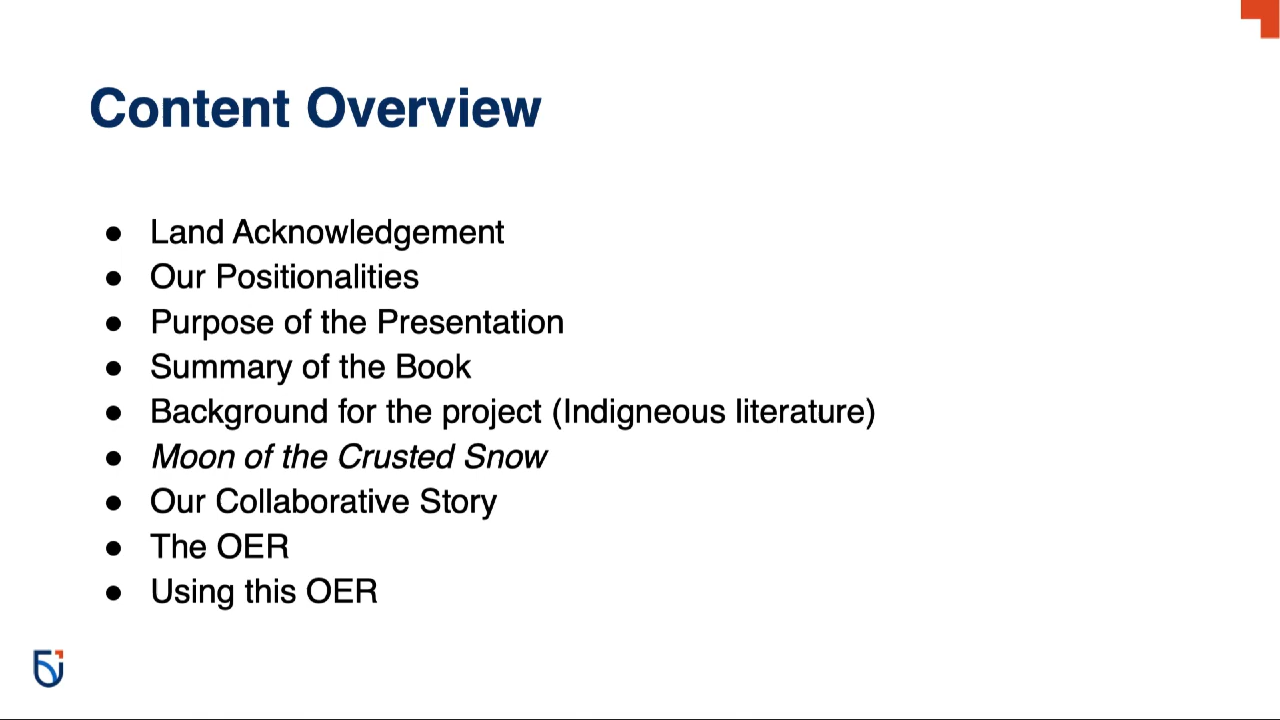 Content Overview
● Land Acknowledgement
● Our Positionalities
● Purpose of the Presentation
● Summary of the Book
● Background for the project (Indigneous literature)
● Moon of the Crusted Snow
● Our Collaborative Story
● The OER
● Using this OER